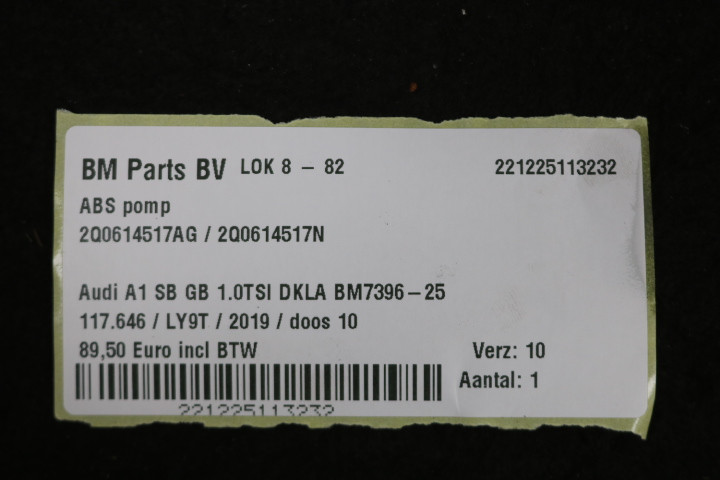 BM Parts BV LOK 8 - 82 221225113232
ABS pomp
2Q0614517AG / 2Q0614517N
Audi A1 SB GB 1.0TSI DKLA BM7396-25
117.646 / LY9T / 2019 / doos 10
89,50 Euro incl BTW Verz: 10
Aantal: 1
221225113232